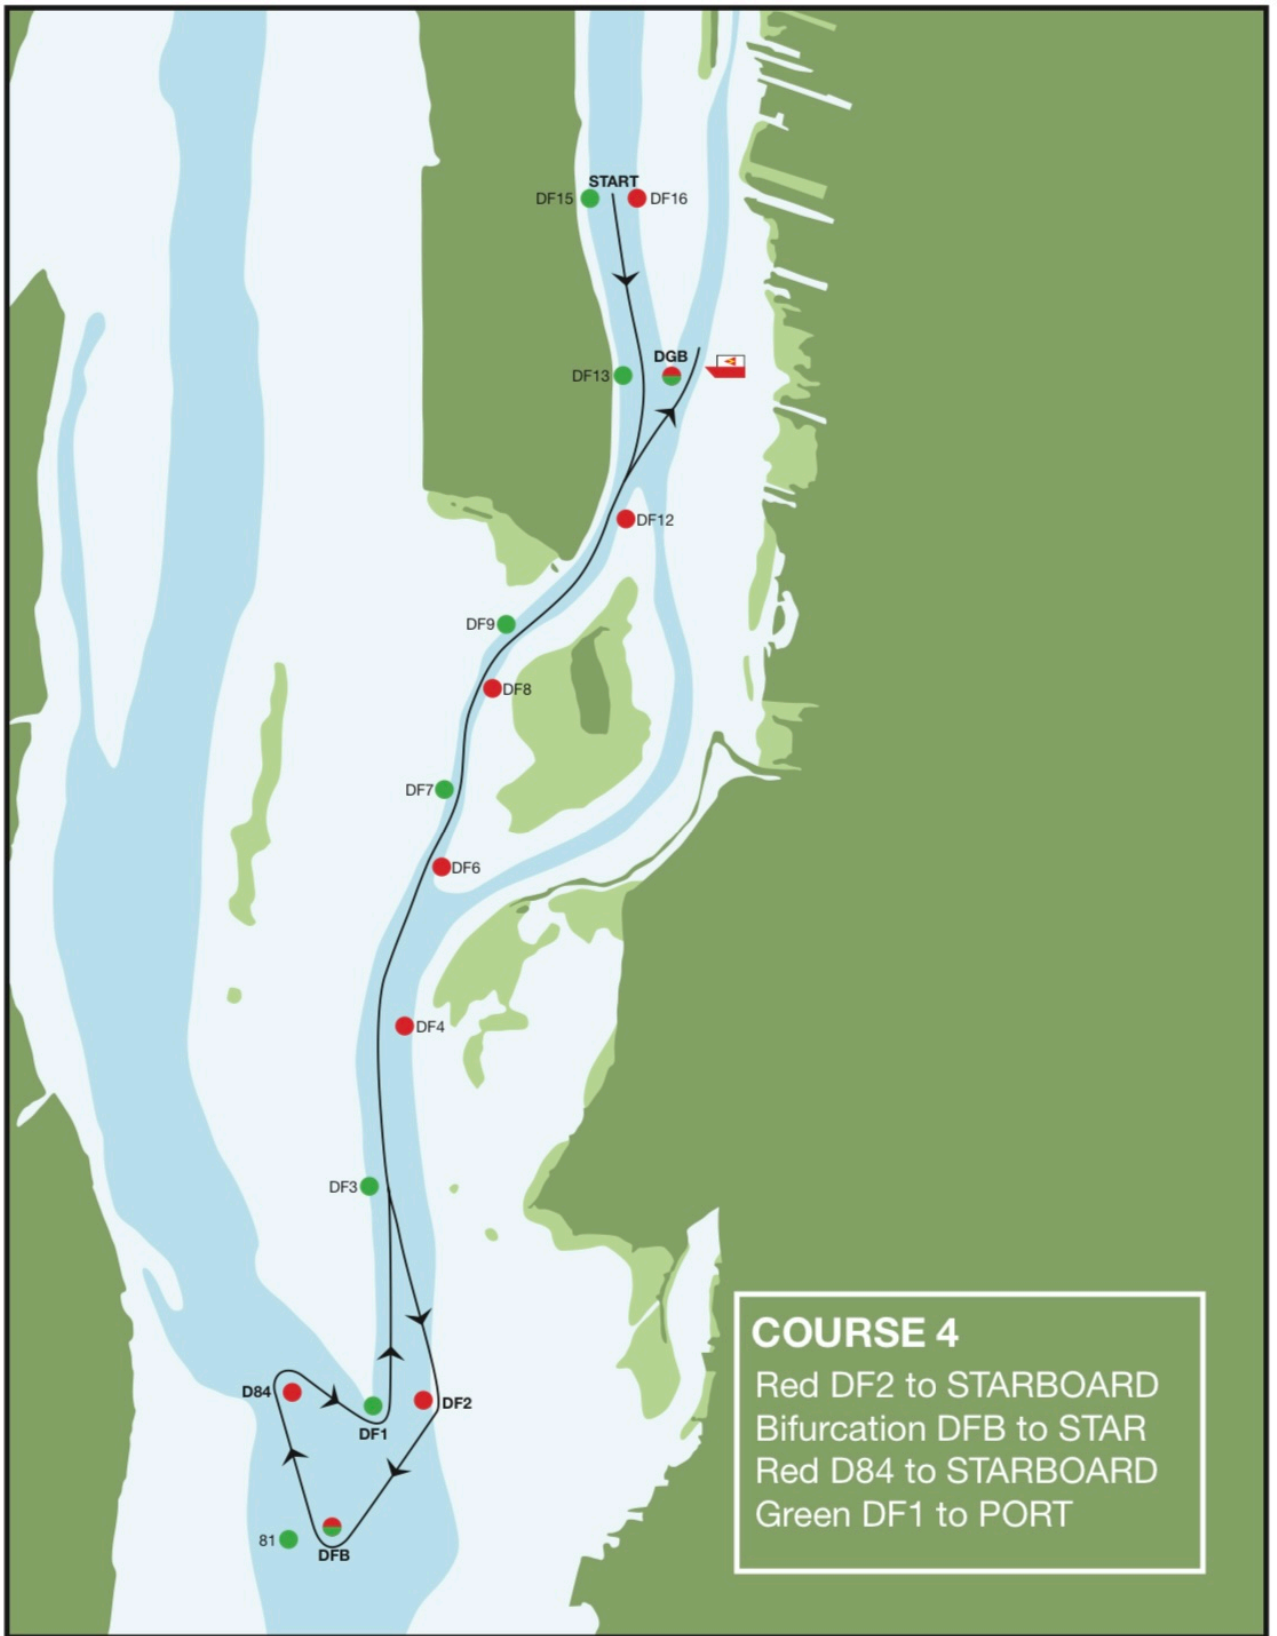 START
DF15
DF16
DGB
DF13
DF12
DF9
DF8
DF7
DF6
DF4
DF3
D84
DF2
DF1
81
DFB
COURSE 4
Red DF2 to STARBOARD
Bifurcation DFB to STAR
Red D84 to STARBOARD
Green DF1 to PORT